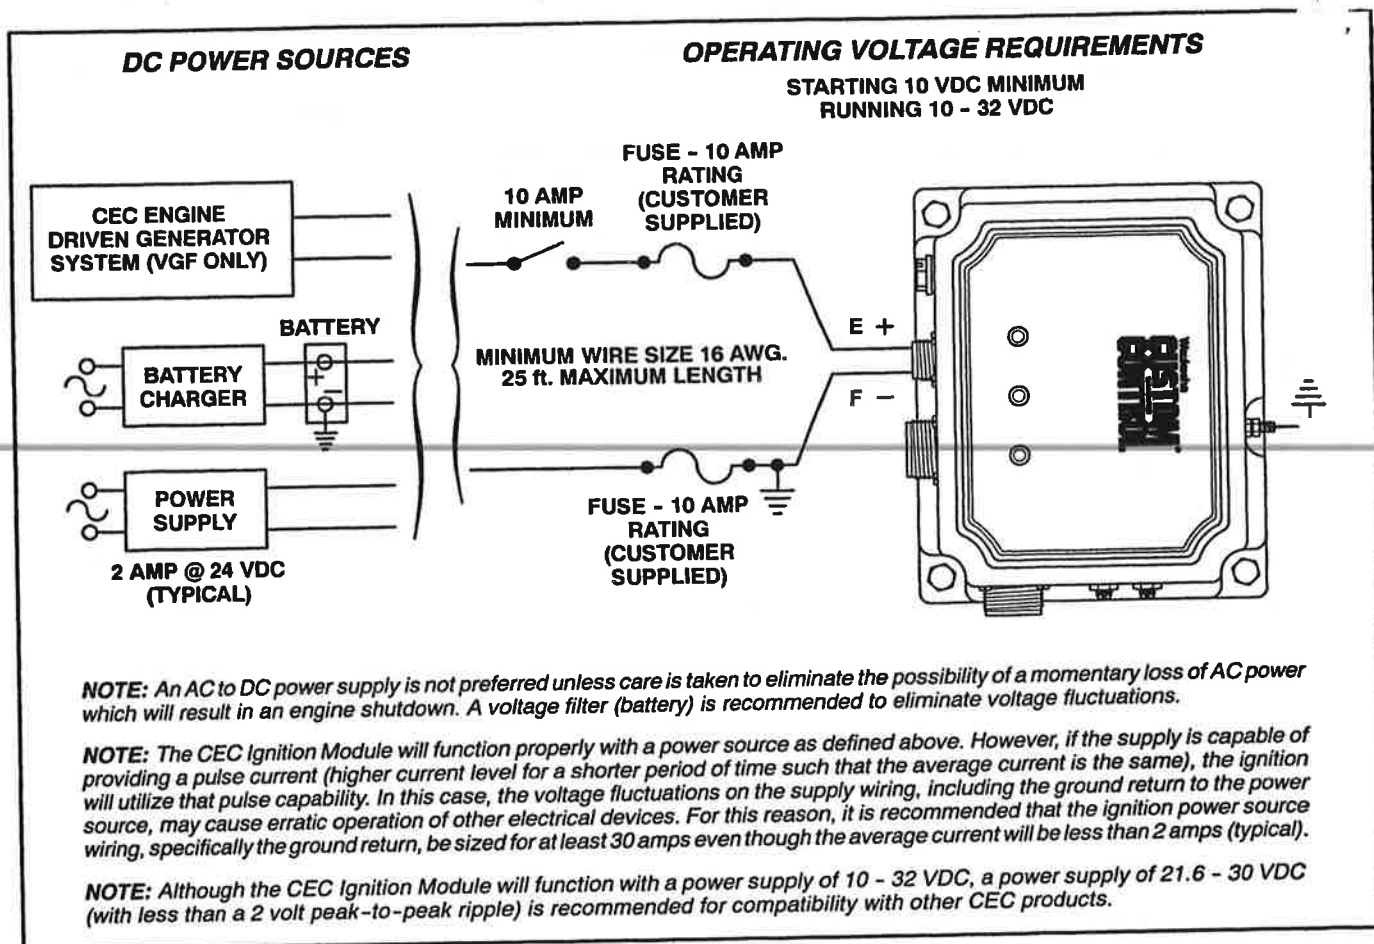 DC POWER SOURCES
OPERATING VOLTAGE REQUIREMENTS
STARTING 10 VDC MINIMUM
RUNNING 10 - 32 VDC
CEC ENGINE
DRIVEN GENERATOR
SYSTEM (VGF ONLY)
10 AMP
MINIMUM
FUSE - 10 AMP
RATING
(CUSTOMER
SUPPLIED)
BATTERY
+
–
BATTERY
CHARGER
MINIMUM WIRE SIZE 16 AWG.
25 ft. MAXIMUM LENGTH
E +
F –
Waukesha
CUSTOM
CONTROL
POWER
SUPPLY
2 AMP @ 24 VDC
(TYPICAL)
FUSE - 10 AMP
RATING
(CUSTOMER
SUPPLIED)
NOTE: An AC to DC power supply is not preferred unless care is taken to eliminate the possibility of a momentary loss of AC power
which will result in an engine shutdown. A voltage filter (battery) is recommended to eliminate voltage fluctuations.
NOTE: The CEC Ignition Module will function properly with a power source as defined above. However, if the supply is capable of
providing a pulse current (higher current level for a shorter period of time such that the average current is the same), the ignition
will utilize that pulse capability. In this case, the voltage fluctuations on the supply wiring, including the ground return to the power
source, may cause erratic operation of other electrical devices. For this reason, it is recommended that the ignition power source
wiring, specifically the ground return, be sized for at least 30 amps even though the average current will be less than 2 amps (typical).
NOTE: Although the CEC Ignition Module will function with a power supply of 10 - 32 VDC, a power supply of 21.6 - 30 VDC
(with less than a 2 volt peak-to-peak ripple) is recommended for compatibility with other CEC products.